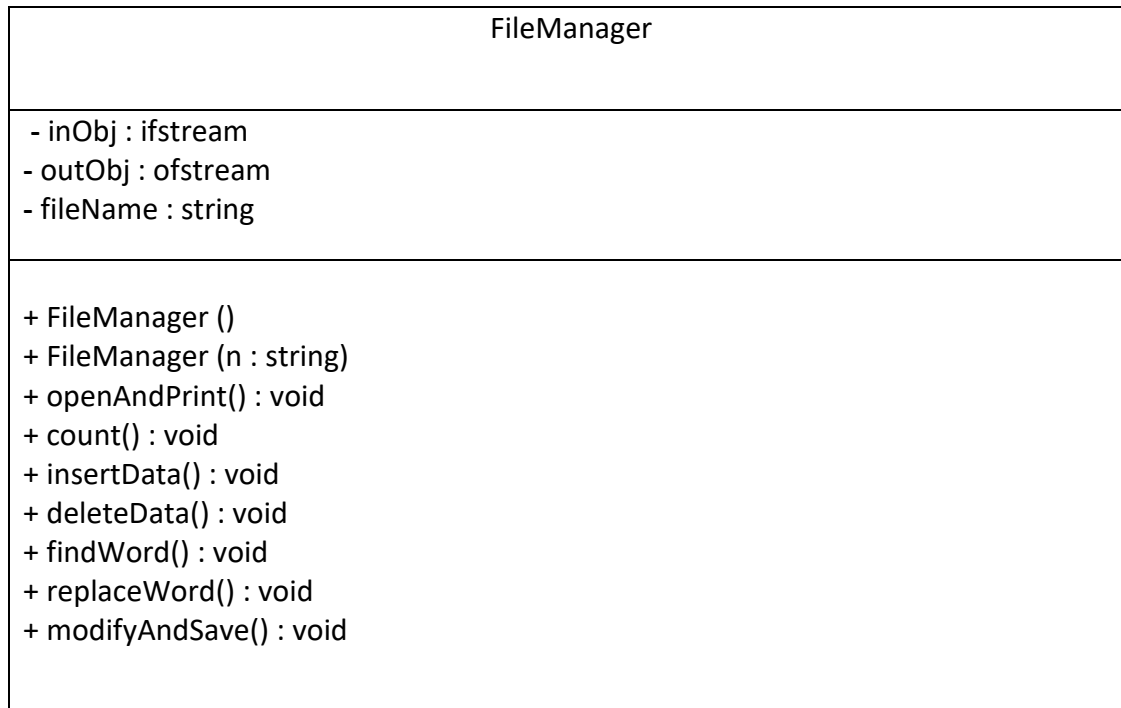 FileManager
- inObj : ifstream
- outObj : ofstream
- fileName : string
+ FileManager ()
+ FileManager (n : string)
+ openAndPrint() : void
+ count() : void
+ insertData() : void
+ deleteData() : void
+ findWord() : void
+ replaceWord() : void
+ modifyAndSave() : void